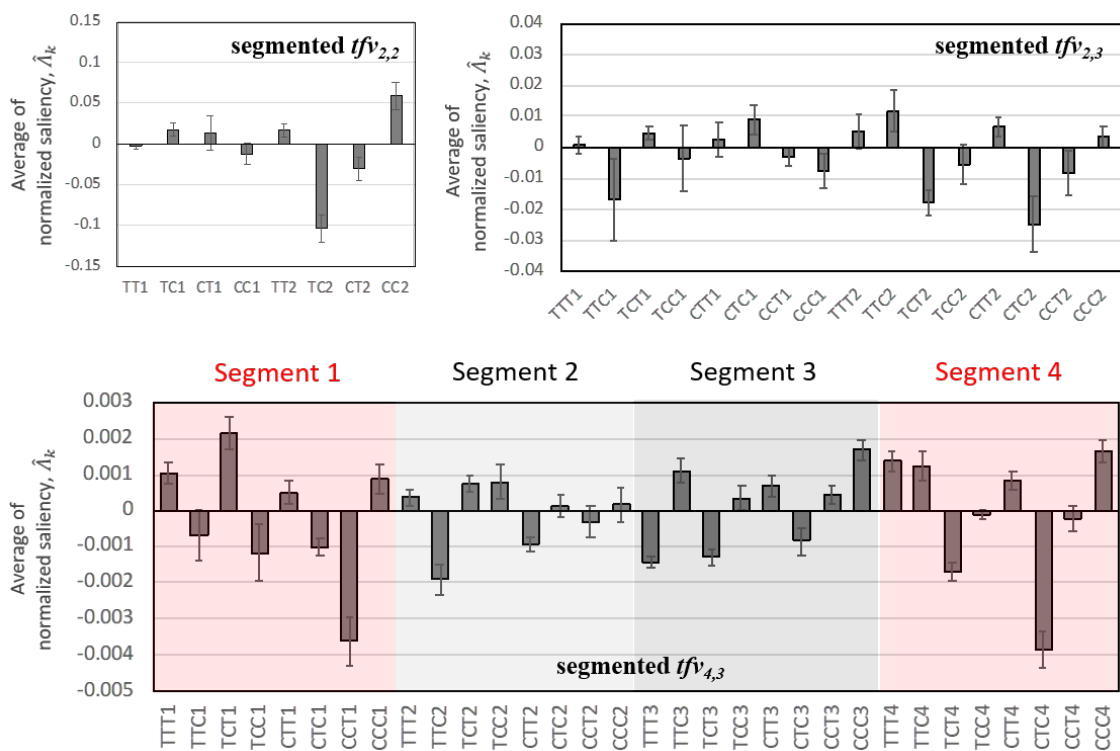 Average of
normalized saliency, Λ̂k
0.15
0.1
0.05
0
-0.05
-0.1
-0.15
segmented tfv2,2
TT1 TC1 CT1 CC1 TT2 TC2 CT2 CC2
Average of
normalized saliency, Λ̂k
0.04
0.03
0.02
0.01
0
-0.01
-0.02
-0.03
-0.04
segmented tfv2,3
TTT1 TTC1 TCT1 TCC1 CTT1 CTC1 CCT1 CCC1 TTT2 TTC2 TCT2 TCC2 CTT2 CTC2 CCT2 CCC2
Segment 1 Segment 2 Segment 3 Segment 4
Average of
normalized saliency, Λ̂k
0.003
0.002
0.001
0
-0.001
-0.002
-0.003
-0.004
-0.005
segmented tfv4,3
TTT1 TTC1 TCT1 TCC1 CTT1 CTC1 CCT1 CCC1 TTT2 TTC2 TCT2 TCC2 CTT2 CTC2 CCT2 CCC2 TTT3 TTC3 TCT3 TCC3 CTT3 CTC3 CCT3 CCC3 TTT4 TTC4 TCT4 TCC4 CTT4 CTC4 CCT4 CCC4